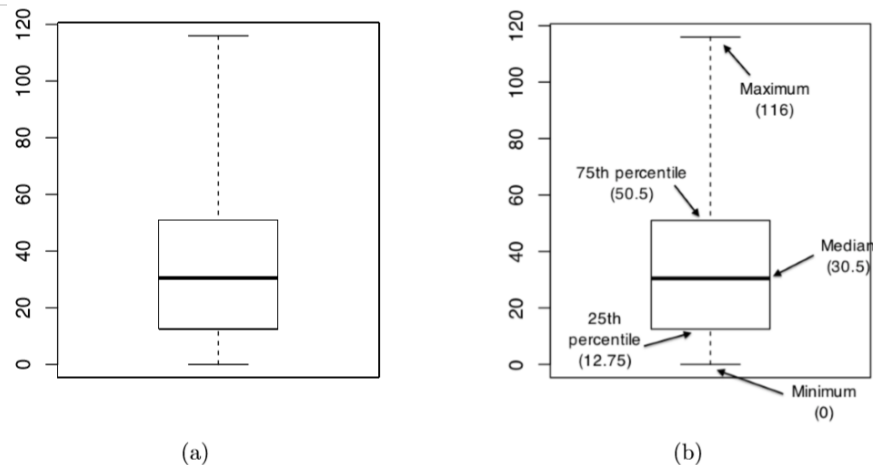 120
100
80
60
40
20
0
(a)
120
100
80
60
40
20
0
Maximum
(116)
75th percentile
(50.5)
Median
(30.5)
25th
percentile
(12.75)
Minimum
(0)
(b)